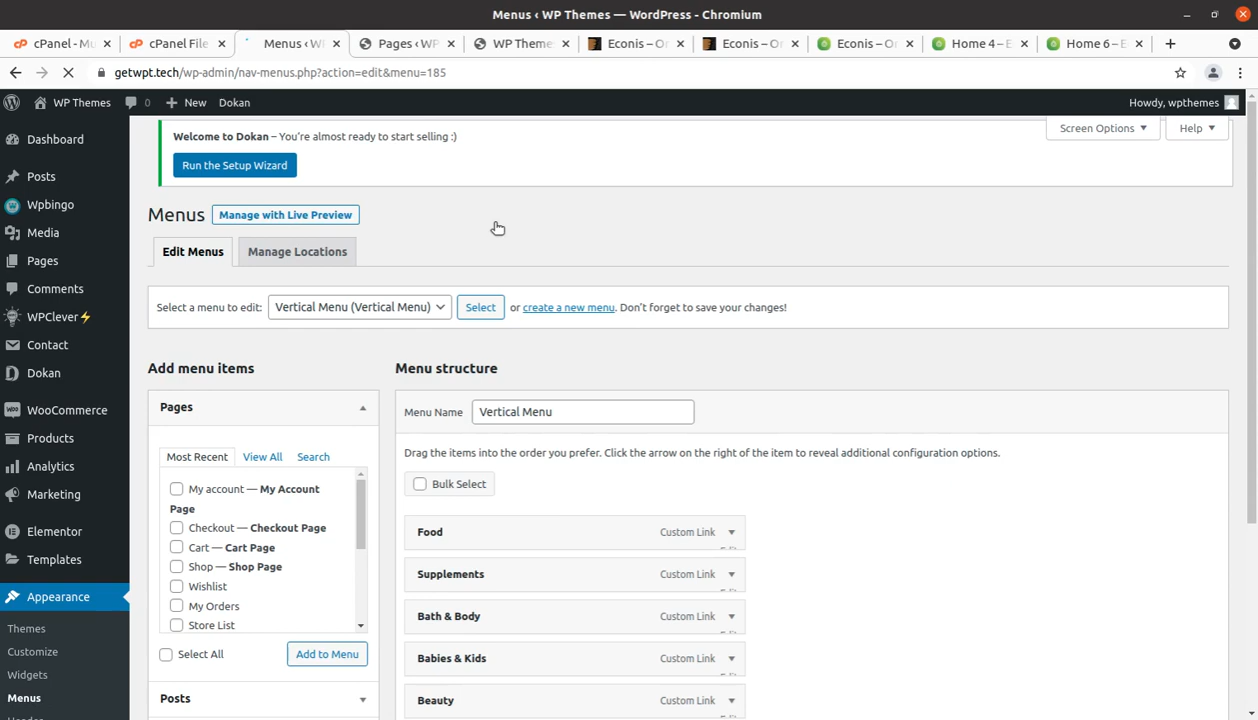 Menus ‹ WP Themes — WordPress - Chromium
cPanel - Mu
cPanel File
Menus ‹ W
Pages ‹ WP
WP Theme
Econis – Or
Econis – Or
Econis – Or
Home 4 – E
Home 6 – E
getwpt.tech/wp-admin/nav-menus.php?action=edit&menu=185
WP Themes
0
New
Dokan
Howdy, wpthemes
Welcome to Dokan – You're almost ready to start selling :)
Run the Setup Wizard
Screen Options
Help
Dashboard
Posts
Wpbingo
Media
Pages
Comments
WPClever⚡
Contact
Dokan
WooCommerce
Products
Analytics
Marketing
Elementor
Templates
Appearance
Themes
Customize
Widgets
Menus
Menus
Manage with Live Preview
Edit Menus
Manage Locations
Select a menu to edit:
Vertical Menu (Vertical Menu)
Select
or create a new menu. Don't forget to save your changes!
Add menu items
Pages
Most Recent
View All
Search
My account — My Account
Page
Checkout — Checkout Page
Cart — Cart Page
Shop — Shop Page
Wishlist
My Orders
Store List
Select All
Add to Menu
Posts
Menu structure
Menu Name
Vertical Menu
Drag the items into the order you prefer. Click the arrow on the right of the item to reveal additional configuration options.
Bulk Select
Food
Custom Link
Supplements
Custom Link
Bath & Body
Custom Link
Babies & Kids
Custom Link
Beauty
Custom Link